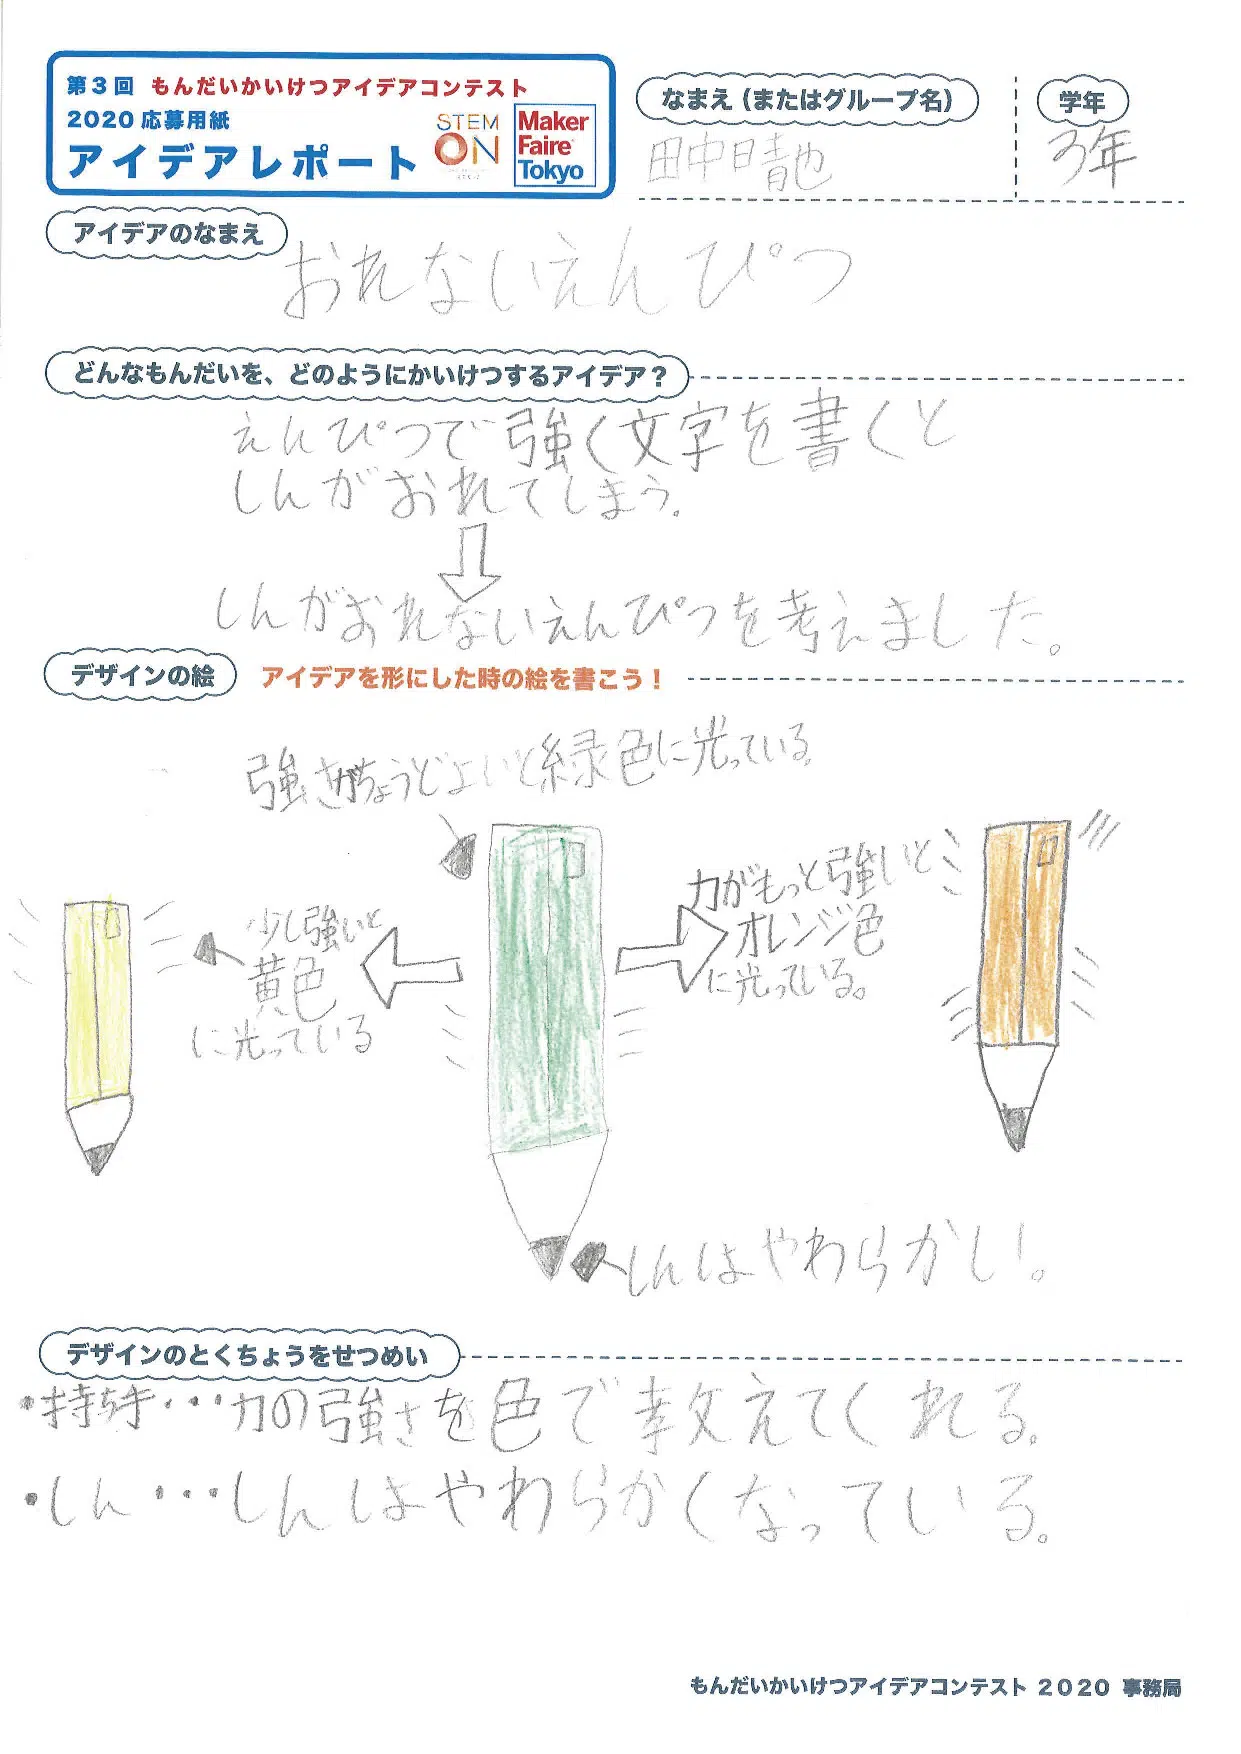 第3回 もんだいかいけつアイデアコンテスト
2020応募用紙
アイデアレポート
STEM
ON
Maker
Faire
Tokyo
なまえ(またはグループ名)
田中晴也
学年
3年
アイデアのなまえ
おれないえんぴつ
どんなもんだいを、どのようにかいけつするアイデア?
えんぴつで強く文字を書くと
しんがおれてしまう。
しんがおれないえんぴつを考えました。
デザインの絵
アイデアを形にした時の絵を書こう!
強さがちょうどよいと緑色に光っている。
少し強いと
黄色
に光っている
力がもっと強いと
オレンジ色
に光っている。
しんはやわらかい。
デザインのとくちょうをせつめい
・持ち手・・・力の強さを色で教えてくれる。
・しん・・・しんはやわらかくなっている。
もんだいかいけつアイデアコンテスト 2020 事務局